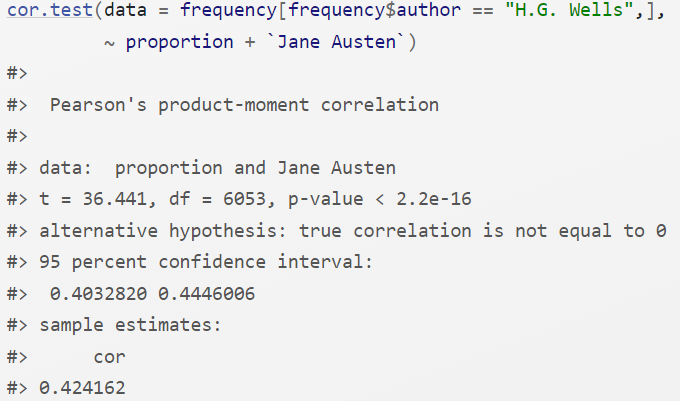 cor.test(data = frequency[frequency$author == "H.G. Wells",],
         ~ proportion + `Jane Austen`)
#>
#>  Pearson's product-moment correlation
#>
#> data:  proportion and Jane Austen
#> t = 36.441, df = 6053, p-value < 2.2e-16
#> alternative hypothesis: true correlation is not equal to 0
#> 95 percent confidence interval:
#>  0.4032820 0.4446006
#> sample estimates:
#>      cor
#> 0.424162